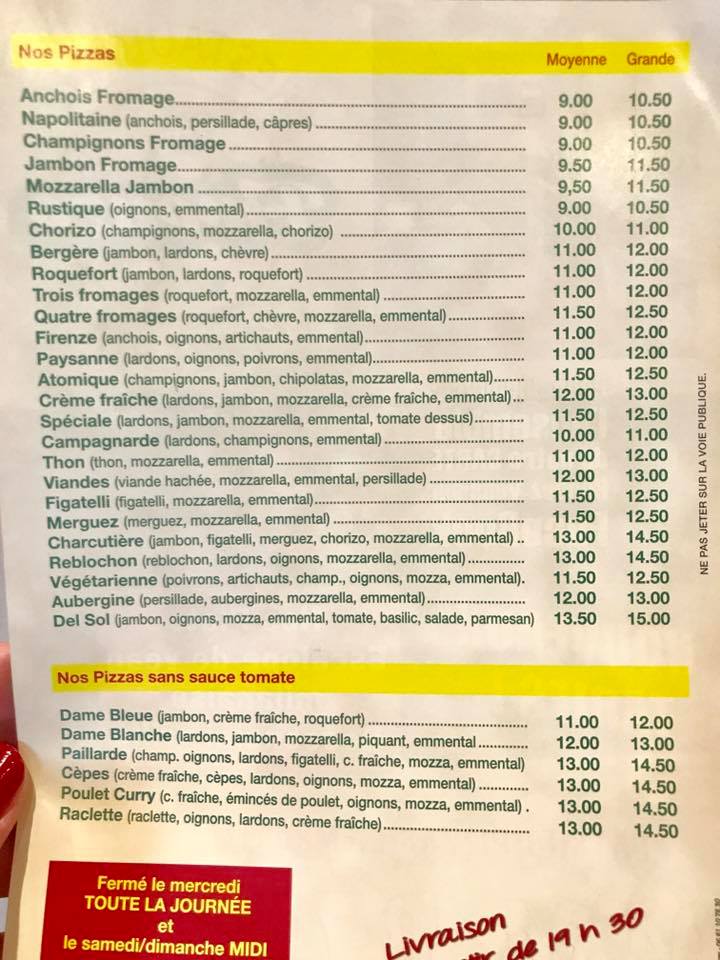 Nos Pizzas Moyenne Grande
Anchois Fromage 9.00 10.50
Napolitaine (anchois, persillade, câpres) 9.00 10.50
Champignons Fromage 9.00 10.50
Jambon Fromage 9.50 11.50
Mozzarella Jambon 9,50 11.50
Rustique (oignons, emmental) 9.00 10.50
Chorizo (champignons, mozzarella, chorizo) 10.00 11.00
Bergère (jambon, lardons, chèvre) 11.00 12.00
Roquefort (jambon, lardons, roquefort) 11.00 12.00
Trois fromages (roquefort, mozzarella, emmental) 11.00 12.00
Quatre fromages (roquefort, chèvre, mozzarella, emmental) 11.50 12.50
Firenze (anchois, oignons, artichauts, emmental) 11.00 12.00
Paysanne (lardons, oignons, poivrons, emmental) 11.00 12.00
Atomique (champignons, jambon, chipolatas, mozzarella, emmental) 11.50 12.50
Crème fraîche (lardons, jambon, mozzarella, crème fraîche, emmental) 12.00 13.00
Spéciale (lardons, jambon, mozzarella, emmental, tomate dessus) 11.50 12.50
Campagnarde (lardons, champignons, emmental) 10.00 11.00
Thon (thon, mozzarella, emmental) 11.00 12.00
Viandes (viande hachée, mozzarella, emmental, persillade) 12.00 13.00
Figatelli (figatelli, mozzarella, emmental) 11.50 12.50
Merguez (merguez, mozzarella, emmental) 11.50 12.50
Charcutière (jambon, figatelli, merguez, chorizo, mozzarella, emmental) 13.00 14.50
Reblochon (reblochon, lardons, oignons, mozzarella, emmental) 13.00 14.50
Végétarienne (poivrons, artichauts, champ., oignons, mozza, emmental). 11.50 12.50
Aubergine (persillade, aubergines, mozzarella, emmental) 12.00 13.00
Del Sol (jambon, oignons, mozza, emmental, tomate, basilic, salade, parmesan) 13.50 15.00
Nos Pizzas sans sauce tomate
Dame Bleue (jambon, crème fraîche, roquefort) 11.00 12.00
Dame Blanche (lardons, jambon, mozzarella, piquant, emmental 12.00 13.00
Paillarde (champ. oignons, lardons, figatelli, c. fraîche, mozza, emmental) 13.00 14.50
Cèpes (crème fraîche, cèpes, lardons, oignons, mozza, emmental) 13.00 14.50
Poulet Curry (c. fraîche, émincés de poulet, oignons, mozza, emmental) . 13.00 14.50
Raclette (raclette, oignons, lardons, crème fraîche) 13.00 14.50
Fermé le mercredi
TOUTE LA JOURNÉE
et
le samedi/dimanche MIDI
Livraison
de 19 h 30
NE PAS JETER SUR LA VOIE PUBLIQUE.